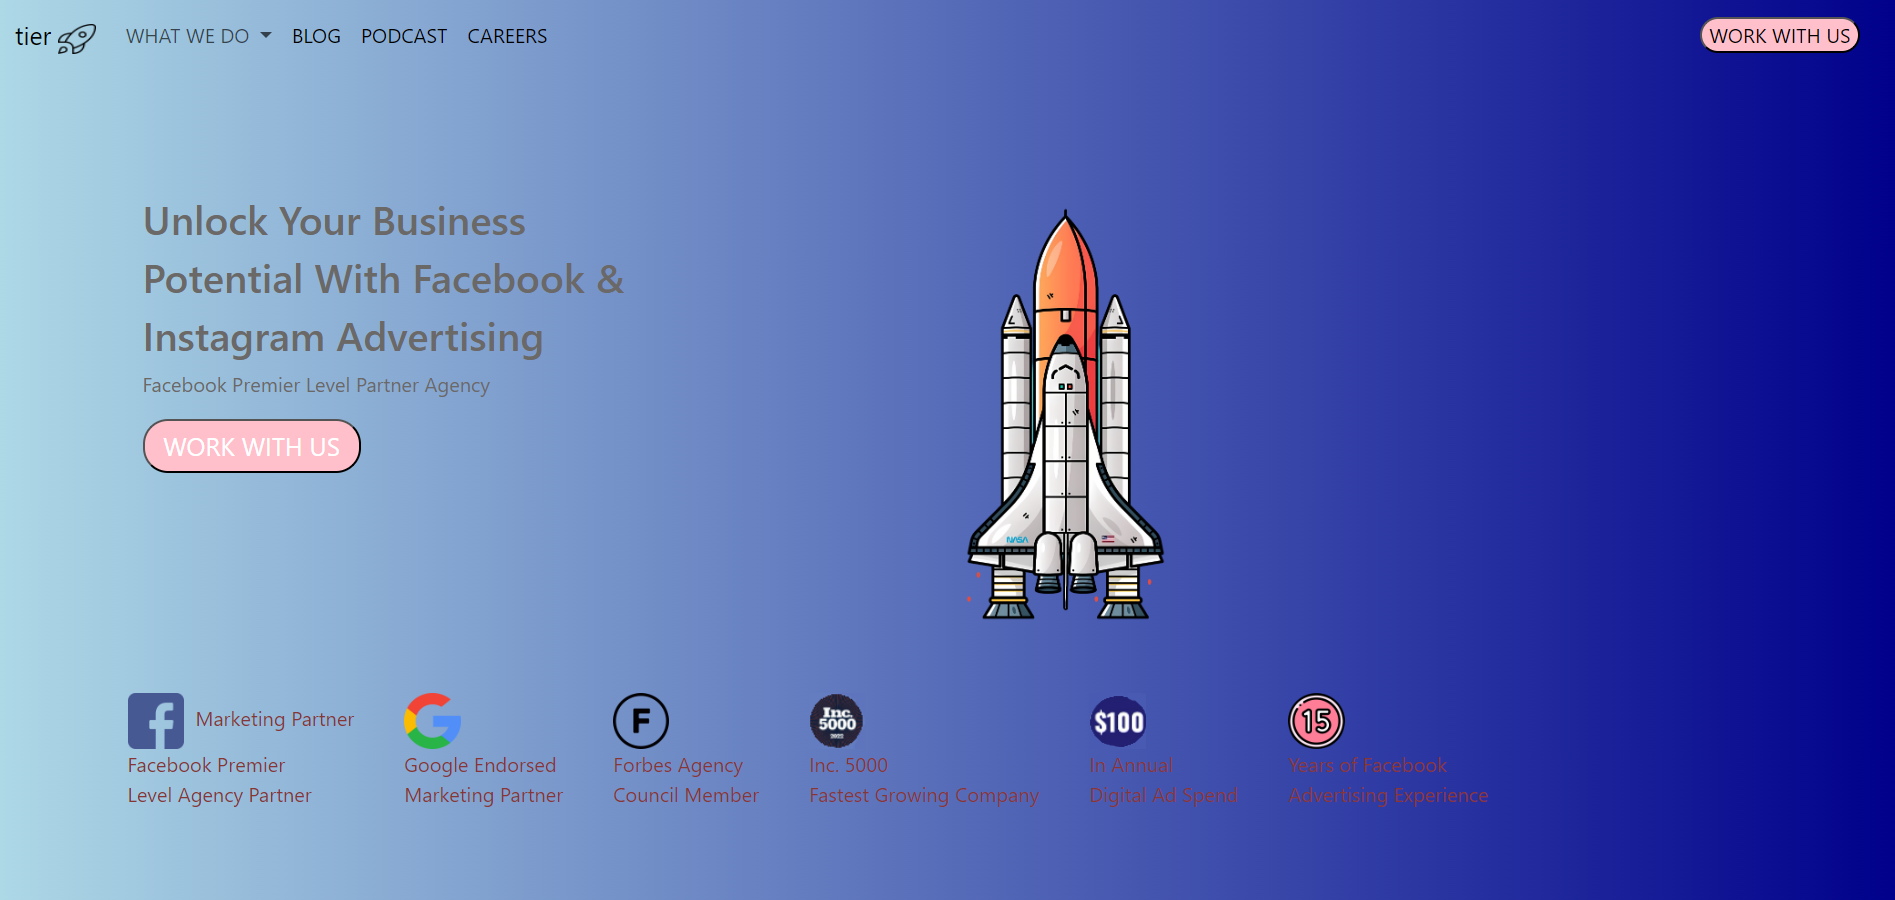 tier
WHAT WE DO
BLOG
PODCAST
CAREERS
WORK WITH US
Unlock Your Business
Potential With Facebook &
Instagram Advertising
Facebook Premier Level Partner Agency
WORK WITH US
NASA
Marketing Partner
Facebook Premier
Level Agency Partner
G
Google Endorsed
Marketing Partner
F
Forbes Agency
Council Member
Inc.
5000
2022
Inc. 5000
Fastest Growing Company
$100
In Annual
Digital Ad Spend
15
Years of Facebook
Advertising Experience